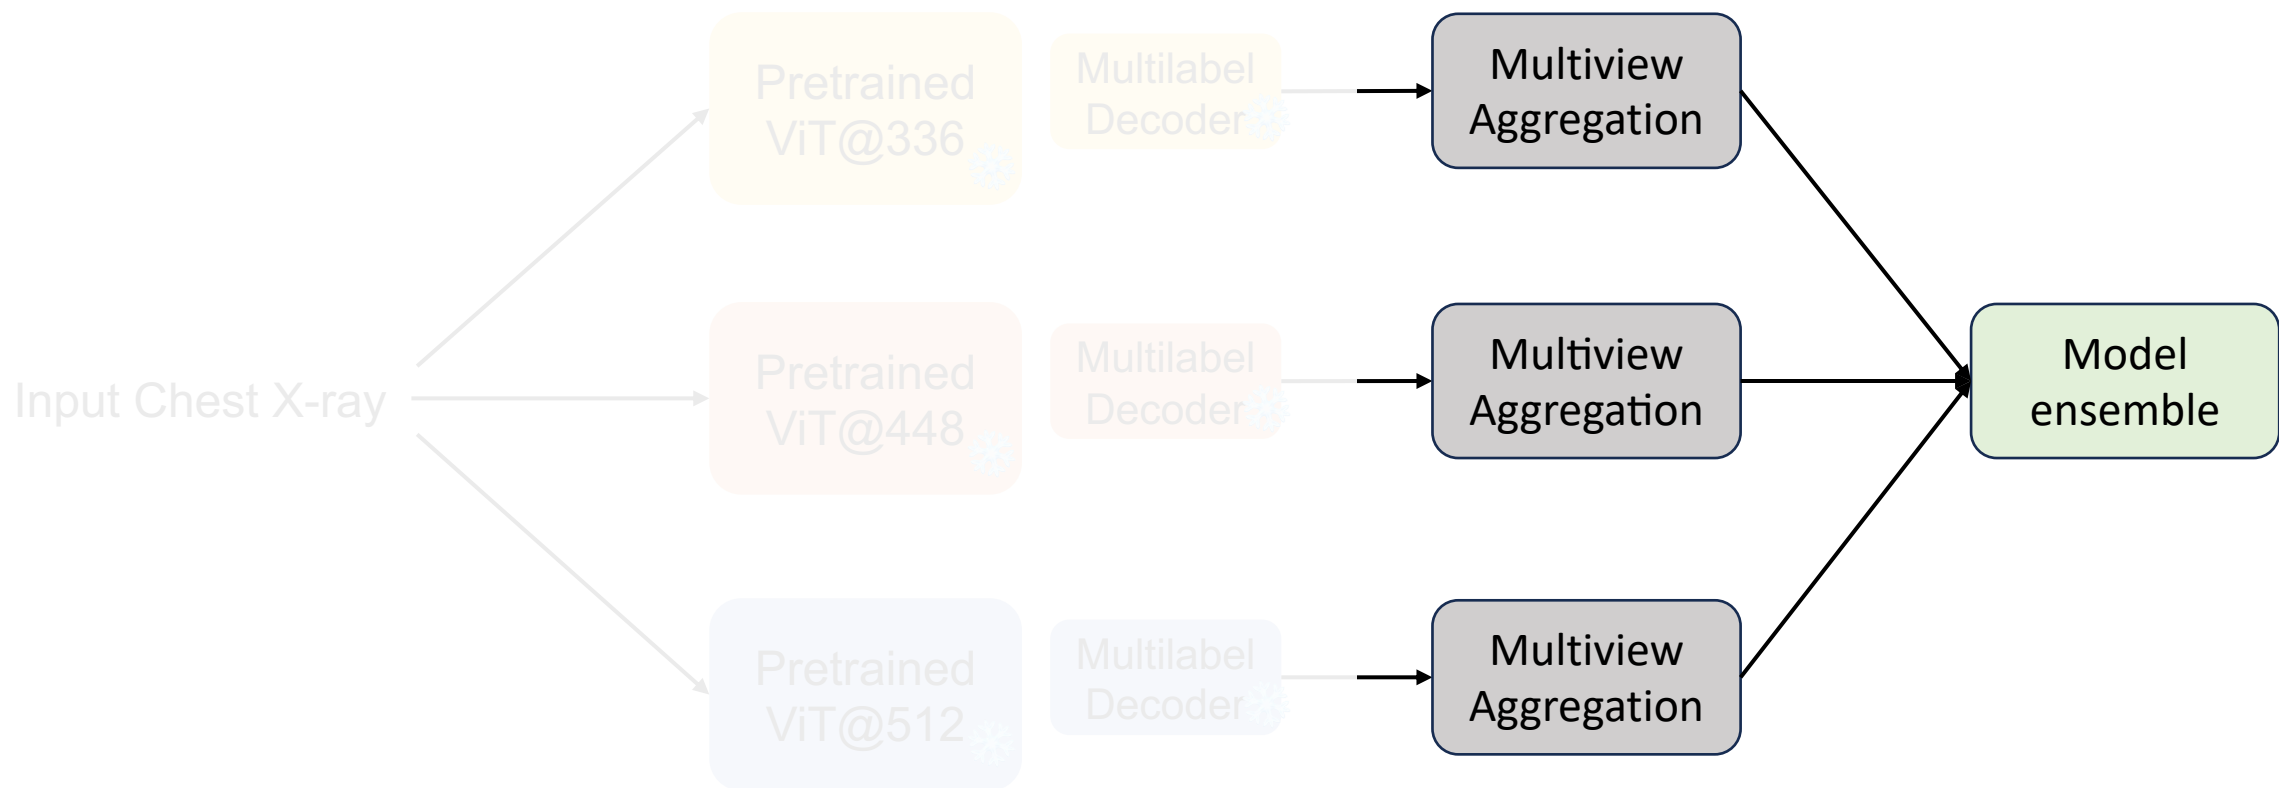 Pretrained
ViT@336
Multilabel
Decoder
Multiview
Aggregation
Input Chest X-ray
Pretrained
ViT@448
Multilabel
Decoder
Multiview
Aggregation
Model
ensemble
Pretrained
ViT@512
Multilabel
Decoder
Multiview
Aggregation